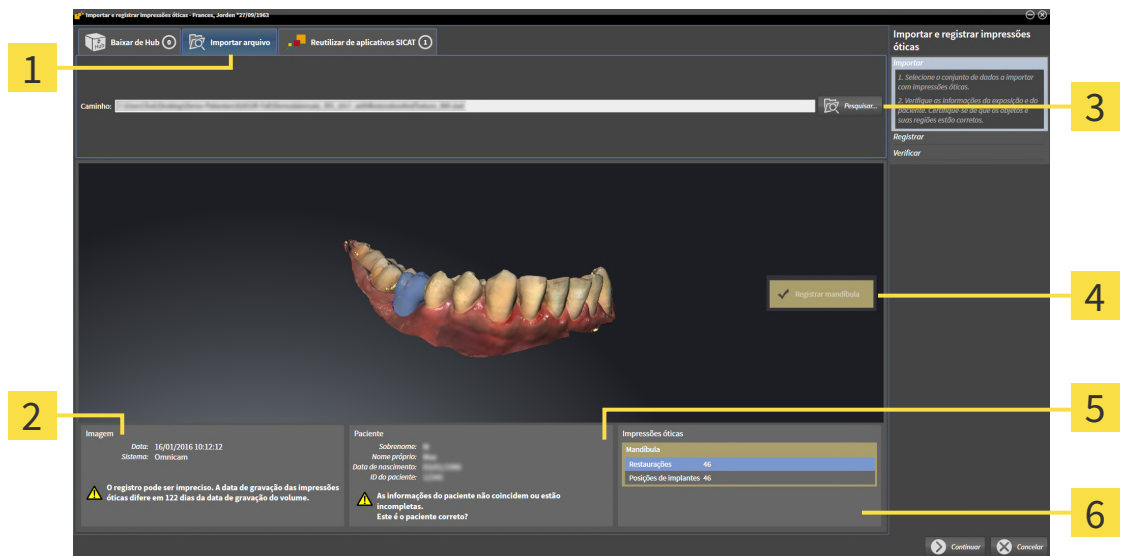 Importar e registrar impressões óticas - Frances, Jorden *27/09/1963
Baixar de Hub 0
Importar arquivo
Reutilizar de aplicativos SICAT 1
Caminho:
Pesquisar...
Importar e registrar impressões
óticas
Importar
1. Selecione o conjunto de dados a importar
com impressões óticas.
2. Verifique as informações da exposição e do
paciente. Certifique-se de que os objetos e
suas regiões estão corretos.
Registrar
Verificar
1
3
Registrar mandíbula
4
2
5
6
Imagem
Data: 16/01/2016 10:12:12
Sistema: Omnicam
O registro pode ser impreciso. A data de gravação das impressões
óticas difere em 122 dias da data de gravação do volume.
Paciente
Sobrenome:
Nome próprio:
Data de nascimento:
ID do paciente:
As informações do paciente não coincidem ou estão
incompletas.
Este é o paciente correto?
Impressões óticas
Mandíbula
Restaurações 46
Posições de implantes 46
Continuar
Cancelar